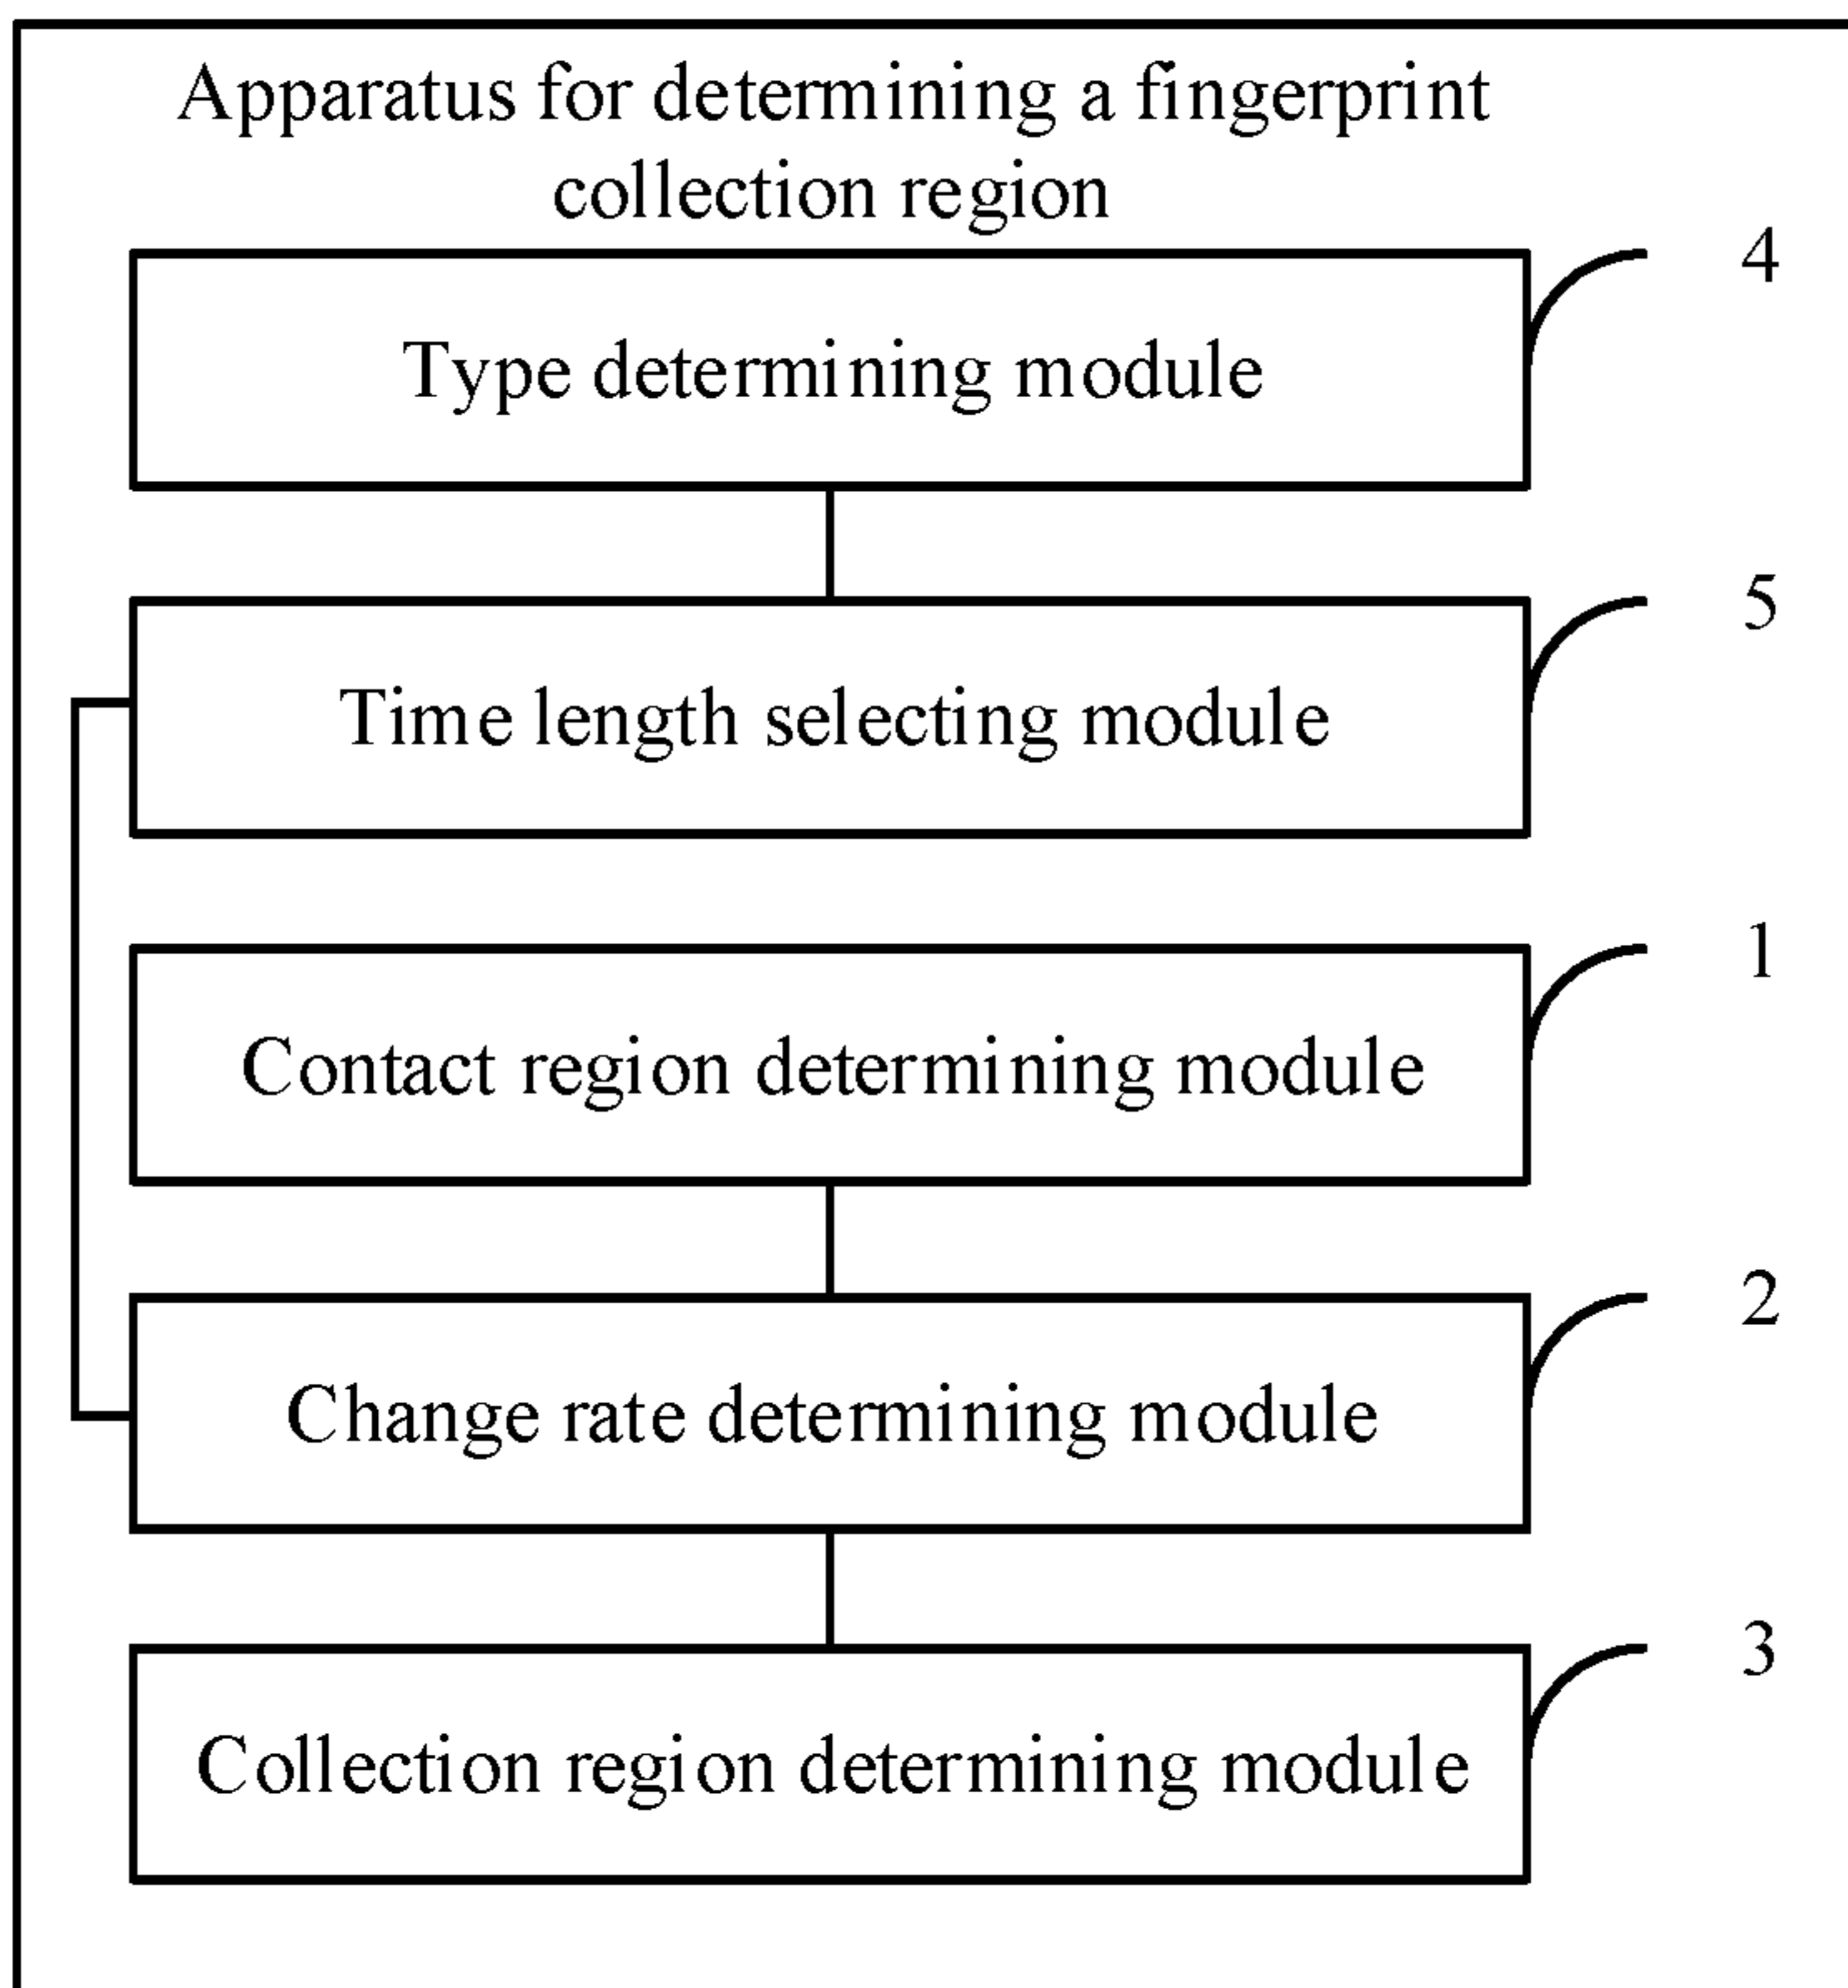 Apparatus for determining a fingerprint
collection region
4
Type determining module
5
Time length selecting module
1
Contact region determining module
2
Change rate determining module
3
Collection region determining module